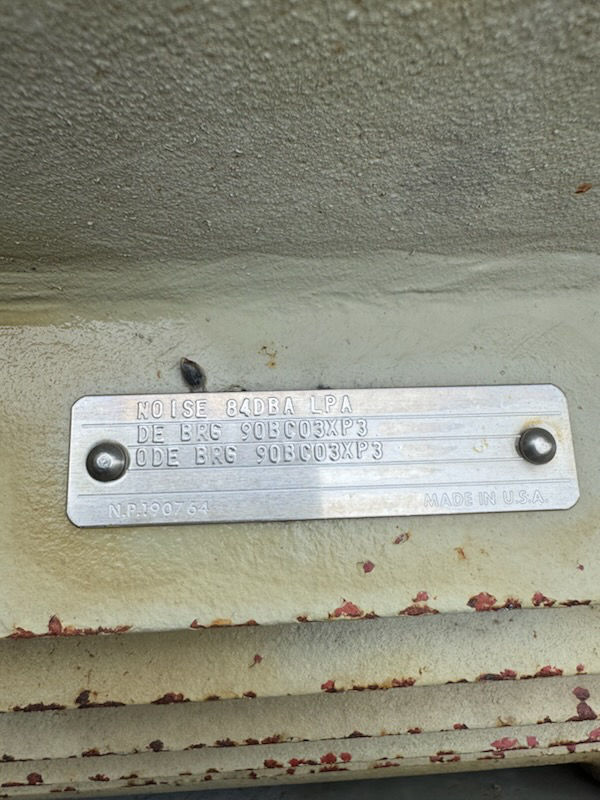 NOISE 84DBA LPA
DE BRG 90BC03XP3
ODE BRG 90BC03XP3
N.P.190764
MADE IN U.S.A.